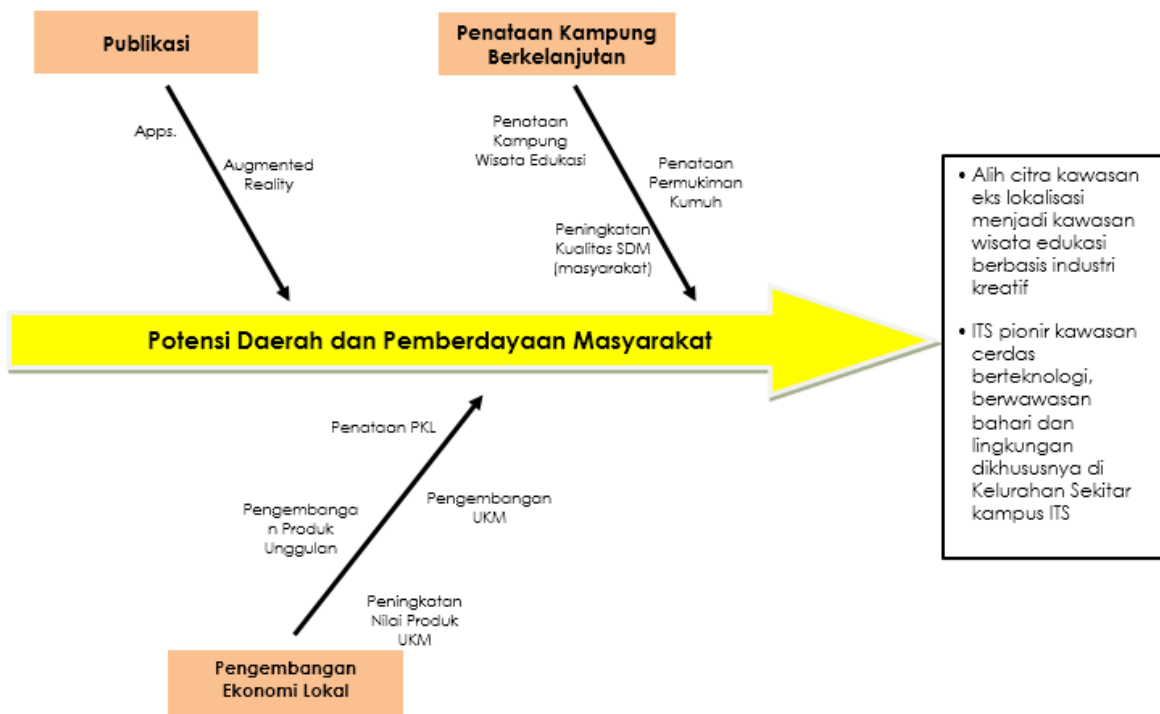 Publikasi
Penataan Kampung
Berkelanjutan
Apps.
Augmented
Reality
Penataan
Kampung
Wisata Edukasi
Penataan
Permukiman
Kumuh
Peningkatan
Kualitas SDM
(masyarakat)
Potensi Daerah dan Pemberdayaan Masyarakat
• Alih citra kawasan
eks lokalisasi
menjadi kawasan
wisata edukasi
berbasis industri
kreatif
• ITS pionir kawasan
cerdas
berteknologi,
berwawasan
bahari dan
lingkungan
dikhususnya di
Kelurahan Sekitar
kampus ITS
Penataan PKL
Pengembanga
n Produk
Unggulan
Pengembangan
UKM
Peningkatan
Nilai Produk
UKM
Pengembangan
Ekonomi Lokal